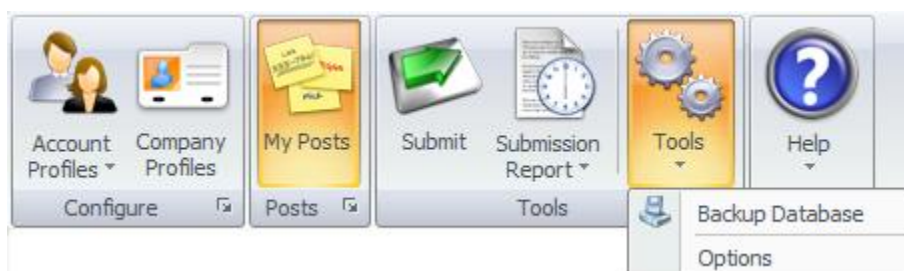 Account
Profiles
Company
Profiles
My Posts
Submit
Submission
Report
Tools
Help
Configure
Posts
Tools
Backup Database
Options